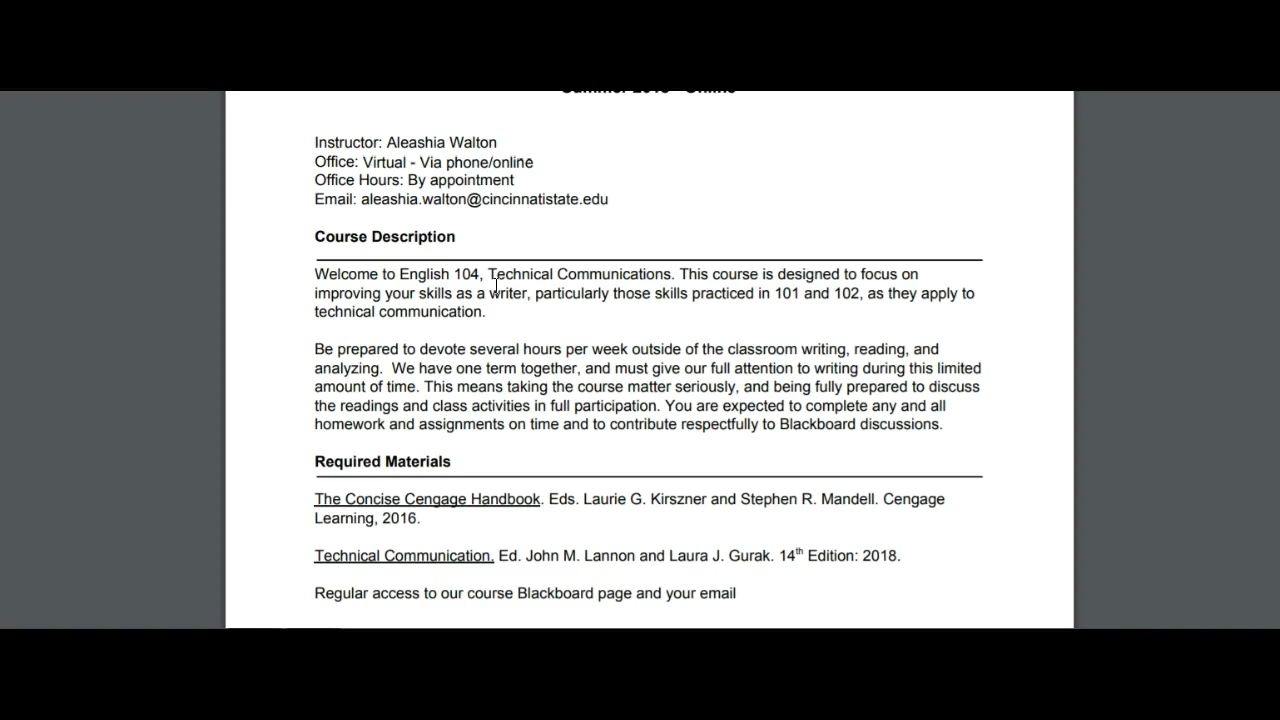 Instructor: Aleashia Walton
Office: Virtual - Via phone/online
Office Hours: By appointment
Email: aleashia.walton@cincinnatistate.edu
Course Description
Welcome to English 104, Technical Communications. This course is designed to focus on
improving your skills as a writer, particularly those skills practiced in 101 and 102, as they apply to
technical communication.
Be prepared to devote several hours per week outside of the classroom writing, reading, and
analyzing. We have one term together, and must give our full attention to writing during this limited
amount of time. This means taking the course matter seriously, and being fully prepared to discuss
the readings and class activities in full participation. You are expected to complete any and all
homework and assignments on time and to contribute respectfully to Blackboard discussions.
Required Materials
The Concise Cengage Handbook. Eds. Laurie G. Kirszner and Stephen R. Mandell. Cengage
Learning, 2016.
Technical Communication. Ed. John M. Lannon and Laura J. Gurak. 14th Edition: 2018.
Regular access to our course Blackboard page and your email